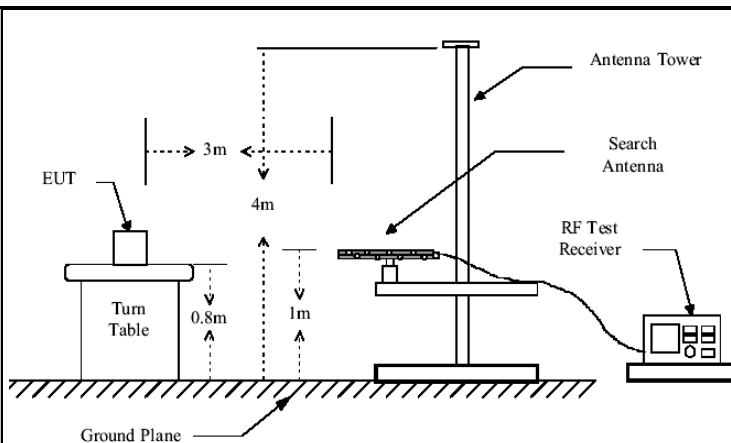 Antenna Tower
3m
Search
Antenna
EUT
4m
RF Test
Receiver
Turn
Table
0.8m
1m
Ground Plane